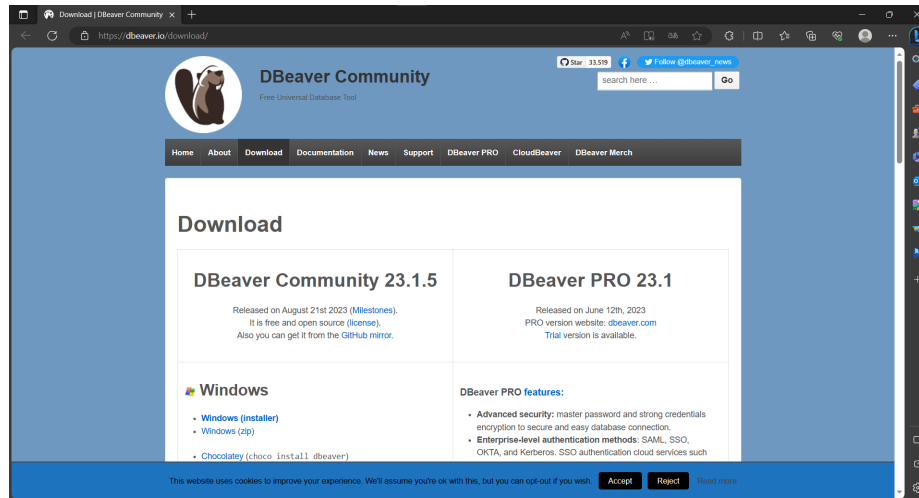 Download | DBeaver Community
https://dbeaver.io/download/
DBeaver Community
Free Universal Database Tool
Star 33,519
Follow @dbeaver_news
search here ...
Go
Home About Download Documentation News Support DBeaver PRO CloudBeaver DBeaver Merch
Download
DBeaver Community 23.1.5
Released on August 21st 2023 (Milestones).
It is free and open source (license).
Also you can get it from the GitHub mirror.
DBeaver PRO 23.1
Released on June 12th, 2023
PRO version website: dbeaver.com
Trial version is available.
Windows
Windows (installer)
Windows (zip)
Chocolatey (choco install dbeaver)
DBeaver PRO features:
Advanced security: master password and strong credentials
encryption to secure and easy database connection.
Enterprise-level authentication methods: SAML, SSO,
OKTA, and Kerberos. SSO authentication cloud services such
This website uses cookies to improve your experience. We'll assume you're ok with this, but you can opt-out if you wish. Accept Reject Read more